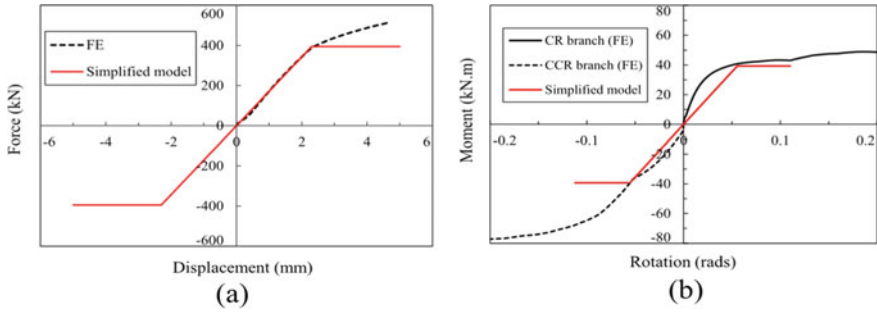 600
FE
Simplified model
400
200
0
-6
-4
-2
0
2
4
6
-200
-400
-600
Force (kN)
Displacement (mm)
(a)
80
CR branch (FE)
CCR branch (FE)
Simplified model
60
40
20
0
-0.2
-0.1
0
0.1
0.2
-20
-40
-60
-80
Moment (kN.m)
Rotation (rads)
(b)